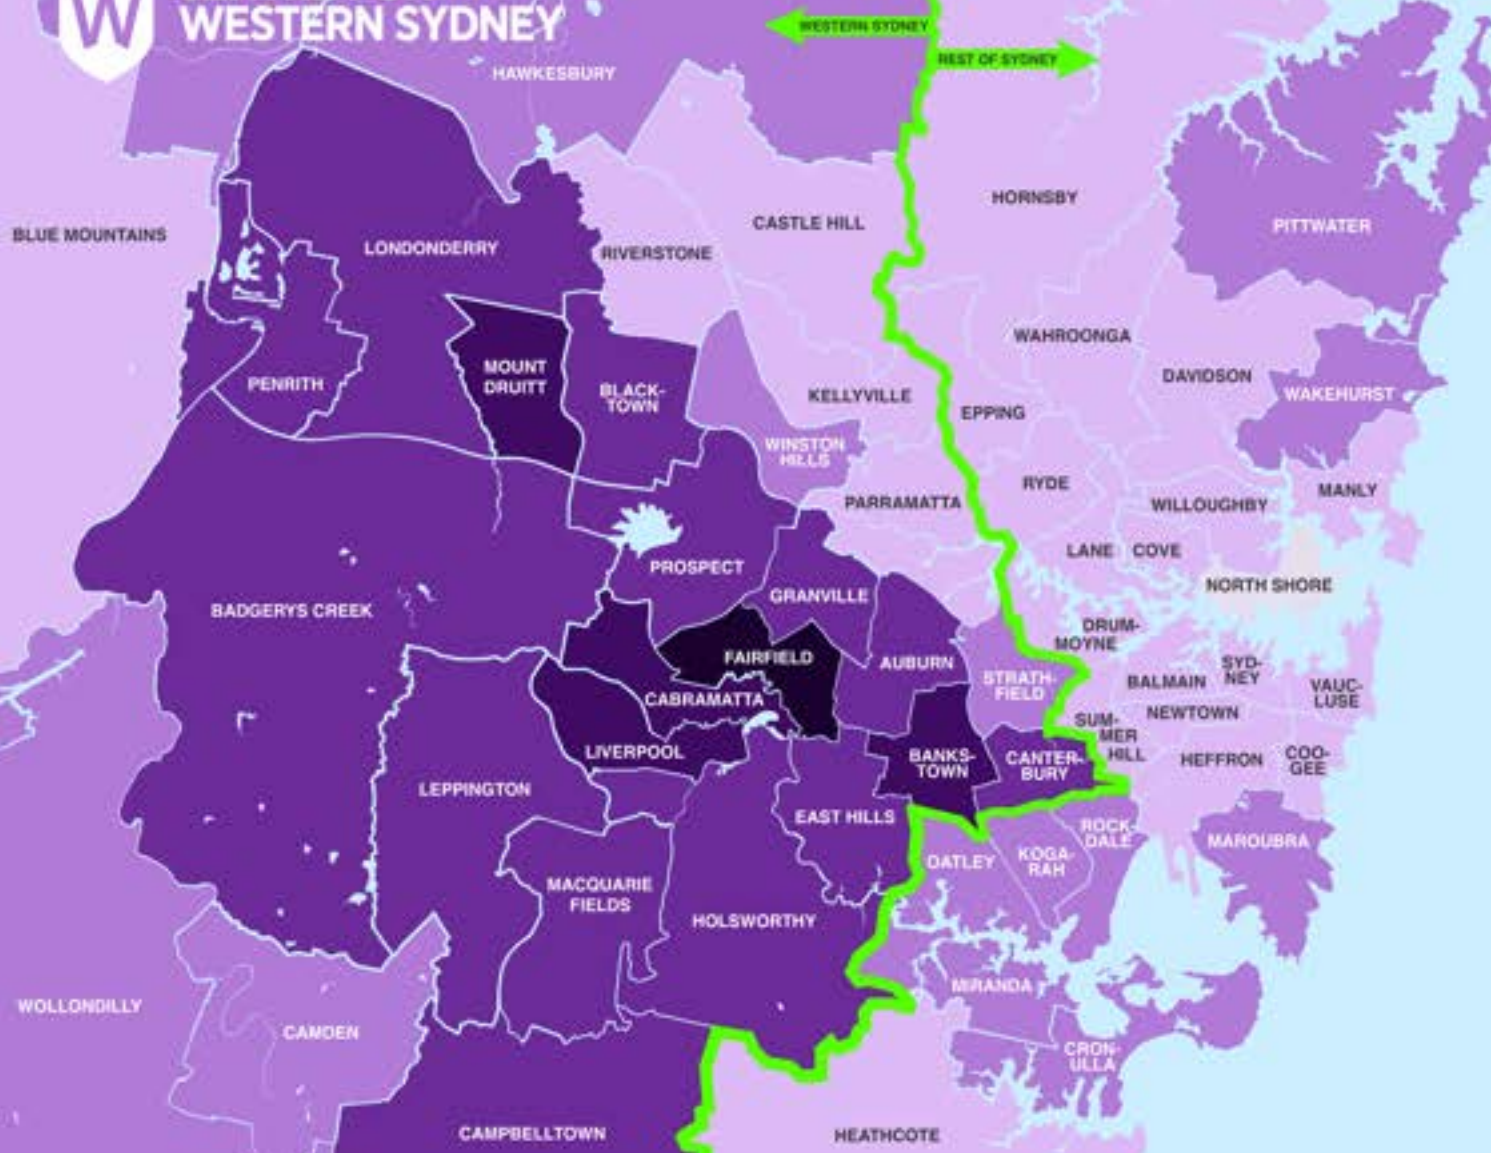 W
WESTERN SYDNEY
WESTERN SYDNEY
REST OF SYDNEY
HAWKESBURY
BLUE MOUNTAINS
LONDONDERRY
RIVERSTONE
CASTLE HILL
HORNSBY
PITTWATER
PENRITH
MOUNT
DRUITT
BLACK-
TOWN
KELLYVILLE
WAHROONGA
DAVIDSON
WAKEHURST
WINSTON
HILLS
EPPING
PARRAMATTA
RYDE
WILLOUGHBY
MANLY
LANE COVE
NORTH SHORE
PROSPECT
GRANVILLE
BADGERYS CREEK
DRUM-
MOYNE
FAIRFIELD
AUBURN
STRATH-
FIELD
BALMAIN
SYD-
NEY
VAUC-
LUSE
CABRAMATTA
NEWTOWN
SUM-
MER
HILL
LIVERPOOL
BANKS-
TOWN
CANTER-
BURY
HEFFRON
COO-
GEE
LEPPINGTON
EAST HILLS
ROCK-
DALE
MAROUBRA
OATLEY
KOGA-
RAH
MACQUARIE
FIELDS
HOLSWORTHY
MIRANDA
WOLLONDILLY
CAMDEN
CRON-
ULLA
CAMPBELLTOWN
HEATHCOTE